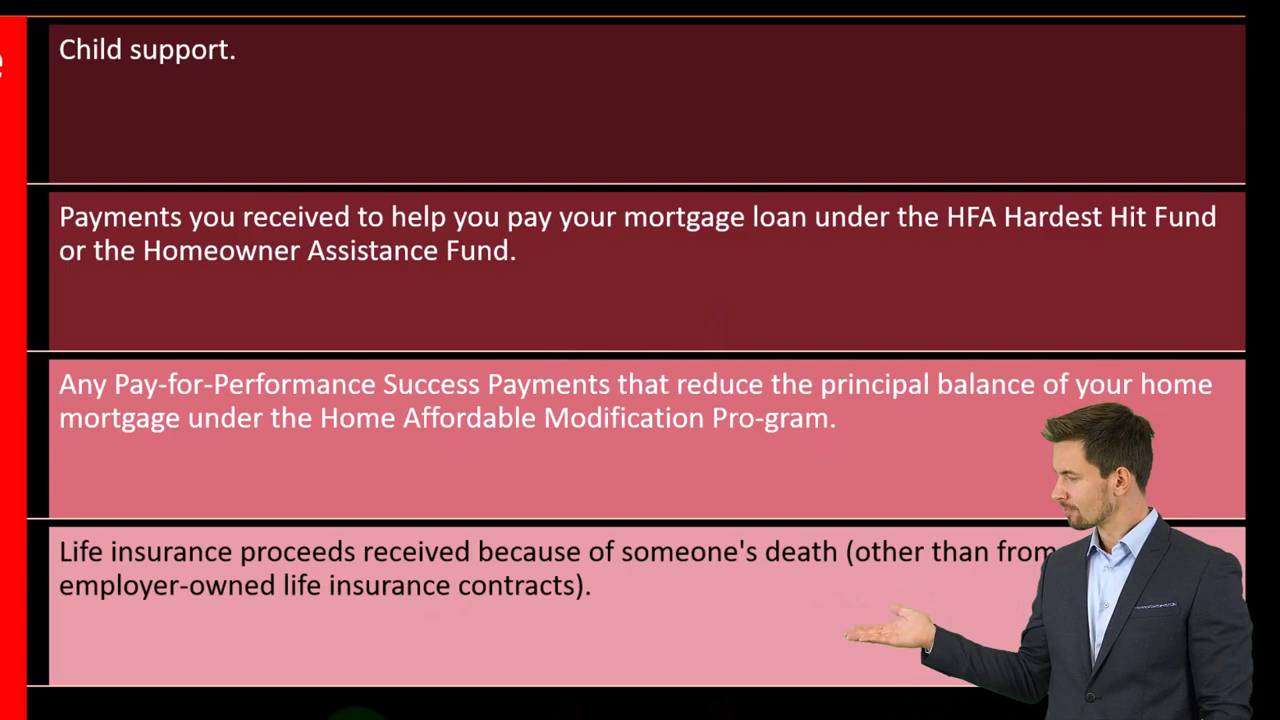 Child support.
Payments you received to help you pay your mortgage loan under the HFA Hardest Hit Fund
or the Homeowner Assistance Fund.
Any Pay-for-Performance Success Payments that reduce the principal balance of your home
mortgage under the Home Affordable Modification Pro-gram.
Life insurance proceeds received because of someone's death (other than from
employer-owned life insurance contracts).